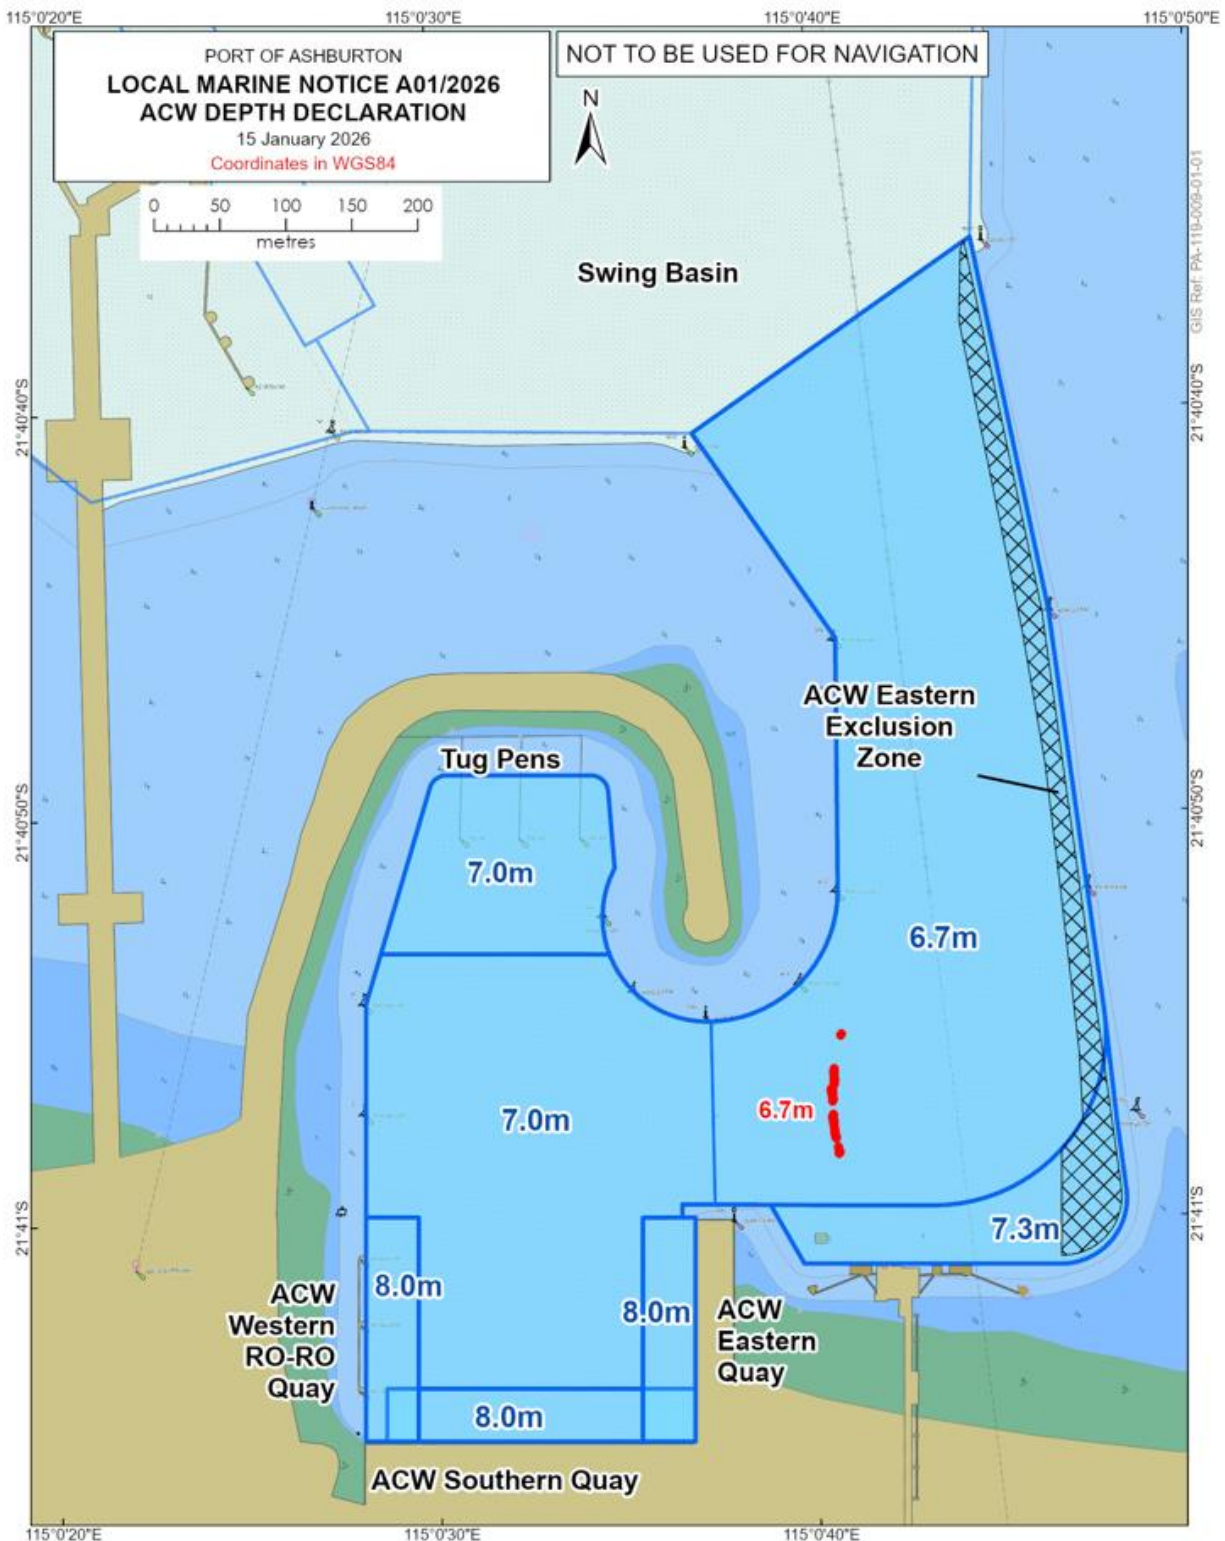 115°0'20"E
115°0'30"E
115°0'40"E
115°0'50"E
PORT OF ASHBURTON
LOCAL MARINE NOTICE A01/2026
ACW DEPTH DECLARATION
15 January 2026
Coordinates in WGS84
NOT TO BE USED FOR NAVIGATION
N
0 50 100 150 200
metres
GIS Ref: PA-119-009-01-01
Swing Basin
21°40'40"S
21°40'40"S
ACW Eastern
Exclusion
Zone
Tug Pens
21°40'50"S
21°40'50"S
7.0m
6.7m
6.7m
7.0m
21°41'S
21°41'S
7.3m
8.0m
ACW
Western
RO-RO
Quay
8.0m
ACW
Eastern
Quay
8.0m
ACW Southern Quay
115°0'20"E
115°0'30"E
115°0'40"E